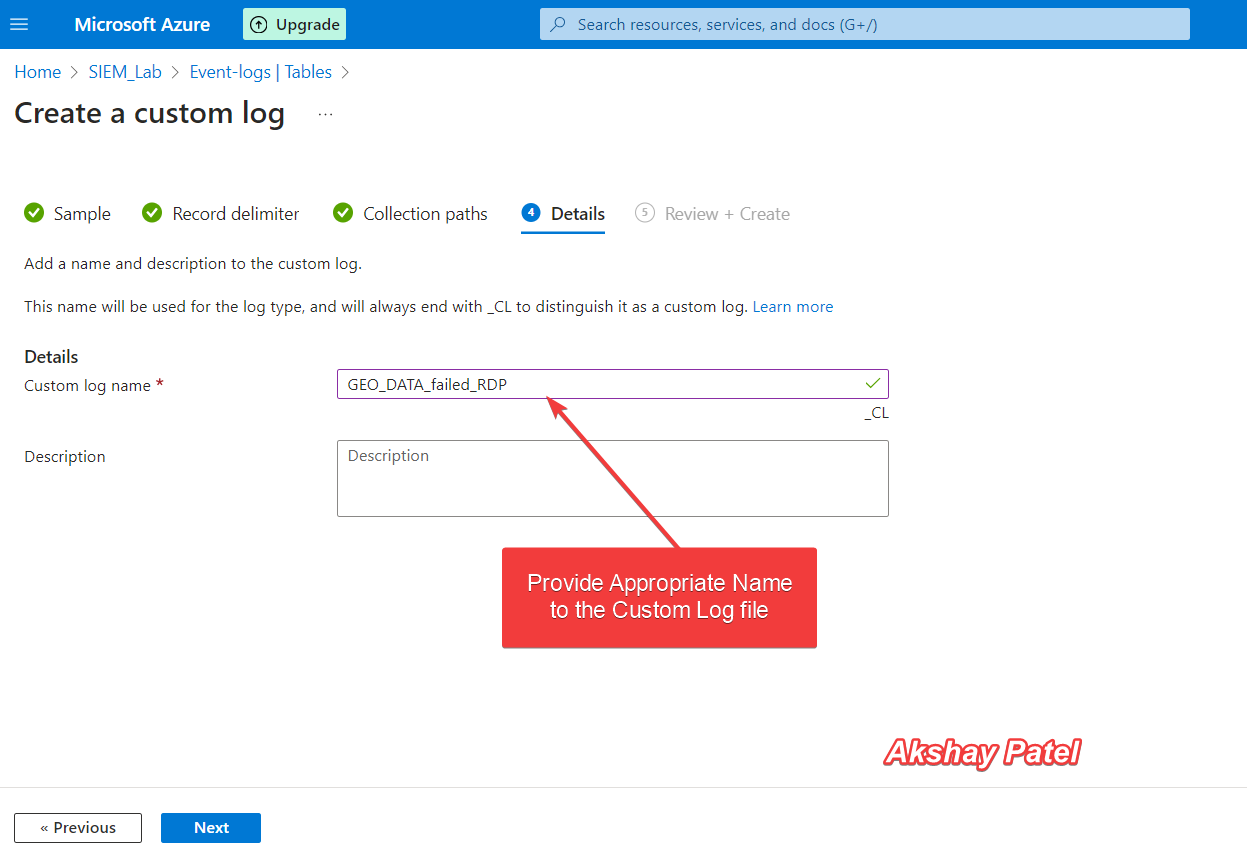 Microsoft Azure
Upgrade
Search resources, services, and docs (G+/)
Home > SIEM_Lab > Event-logs | Tables >
Create a custom log ...
Sample
Record delimiter
Collection paths
4 Details
5 Review + Create
Add a name and description to the custom log.
This name will be used for the log type, and will always end with _CL to distinguish it as a custom log. Learn more
Details
Custom log name *
GEO_DATA_failed_RDP
_CL
Description
Description
Provide Appropriate Name
to the Custom Log file
Akshay Patel
« Previous
Next